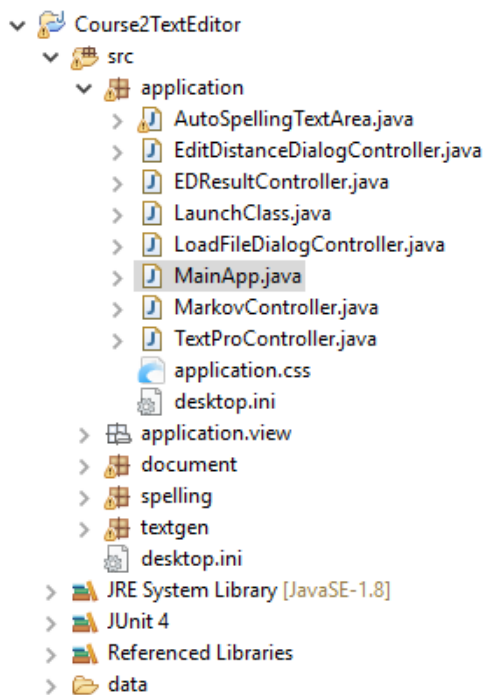 Course2TextEditor
src
application
AutoSpellingTextArea.java
EditDistanceDialogController.java
EDResultController.java
LaunchClass.java
LoadFileDialogController.java
MainApp.java
MarkovController.java
TextProController.java
application.css
desktop.ini
application.view
document
spelling
textgen
desktop.ini
JRE System Library [JavaSE-1.8]
JUnit 4
Referenced Libraries
data